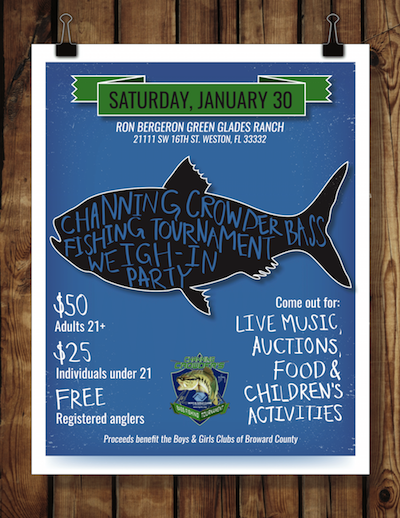 SATURDAY, JANUARY 30
RON BERGERON GREEN GLADES RANCH
21111 SW 16TH ST. WESTON, FL 33332
CHANNING CROWDER BASS
FISHING TOURNAMENT
WEIGH-IN
PARTY
$50
Adults 21+
$25
Individuals under 21
FREE
Registered anglers
Come out for:
LIVE MUSIC,
AUCTIONS,
FOOD &
CHILDREN'S
ACTIVITIES
Proceeds benefit the Boys & Girls Clubs of Broward County